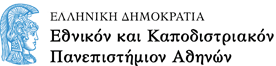 ΕΛΛΗΝΙΚΗ ΔΗΜΟΚΡΑΤΙΑ
Εθνικόν και Καποδιστριακόν
Πανεπιστήμιον Αθηνών